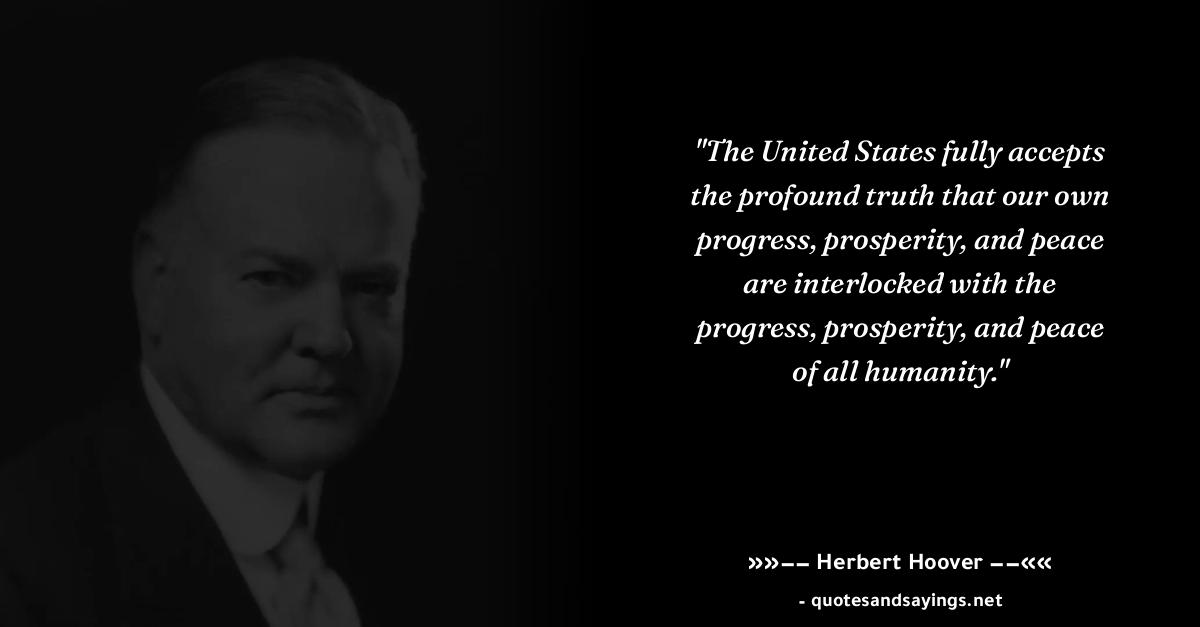 "The United States fully accepts
the profound truth that our own
progress, prosperity, and peace
are interlocked with the
progress, prosperity, and peace
of all humanity."
»»−− Herbert Hoover −−««
- quotesandsayings.net